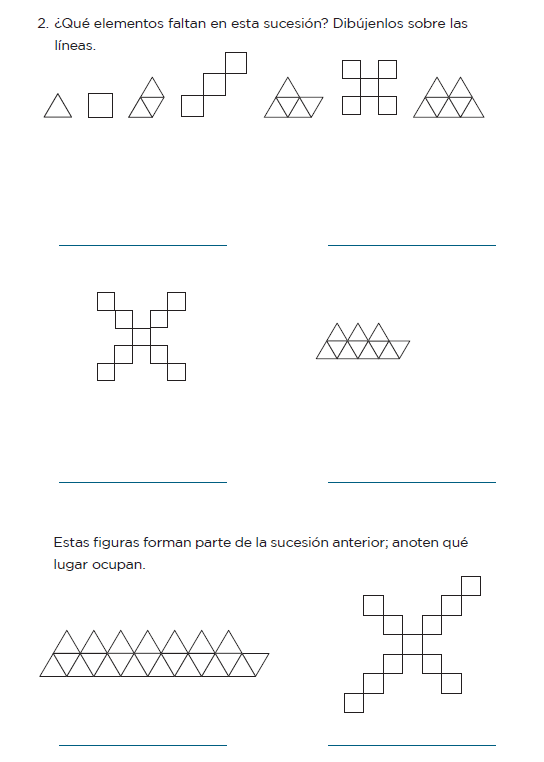 2. ¿Qué elementos faltan en esta sucesión? Dibújenlos sobre las
líneas.
Estas figuras forman parte de la sucesión anterior; anoten qué
lugar ocupan.